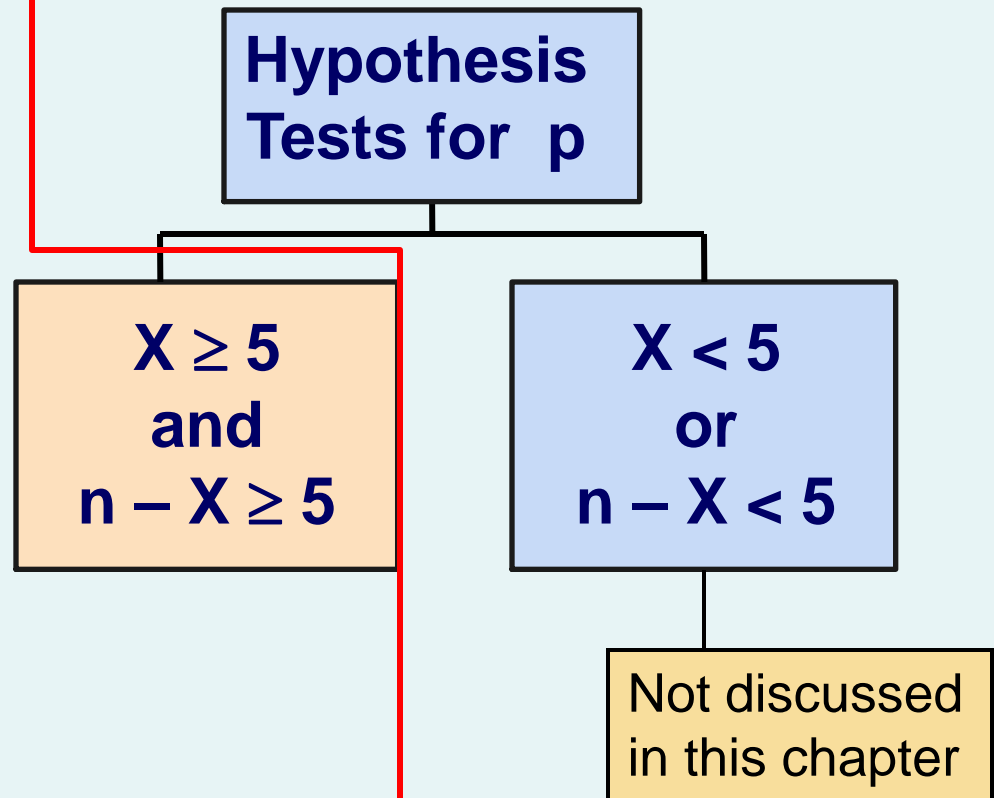 Hypothesis
Tests for p
X ≥ 5
and
n – X ≥ 5
X < 5
or
n – X < 5
Not discussed
in this chapter